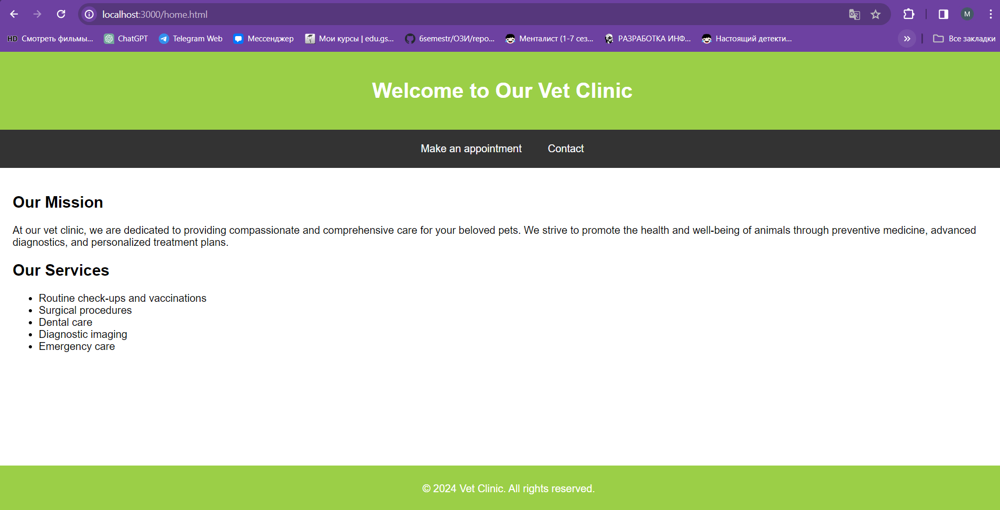 localhost:3000/home.html
M
HD Смотреть фильмы... ChatGPT Telegram Web Мессенджер Мои курсы | edu.gs... 6semestr/ОЗИ/repo... Менталист (1-7 сез... РАЗРАБОТКА ИНФ... Настоящий детекти... Все закладки
Welcome to Our Vet Clinic
Make an appointment Contact
Our Mission
At our vet clinic, we are dedicated to providing compassionate and comprehensive care for your beloved pets. We strive to promote the health and well-being of animals through preventive medicine, advanced
diagnostics, and personalized treatment plans.
Our Services
• Routine check-ups and vaccinations
• Surgical procedures
• Dental care
• Diagnostic imaging
• Emergency care
© 2024 Vet Clinic. All rights reserved.